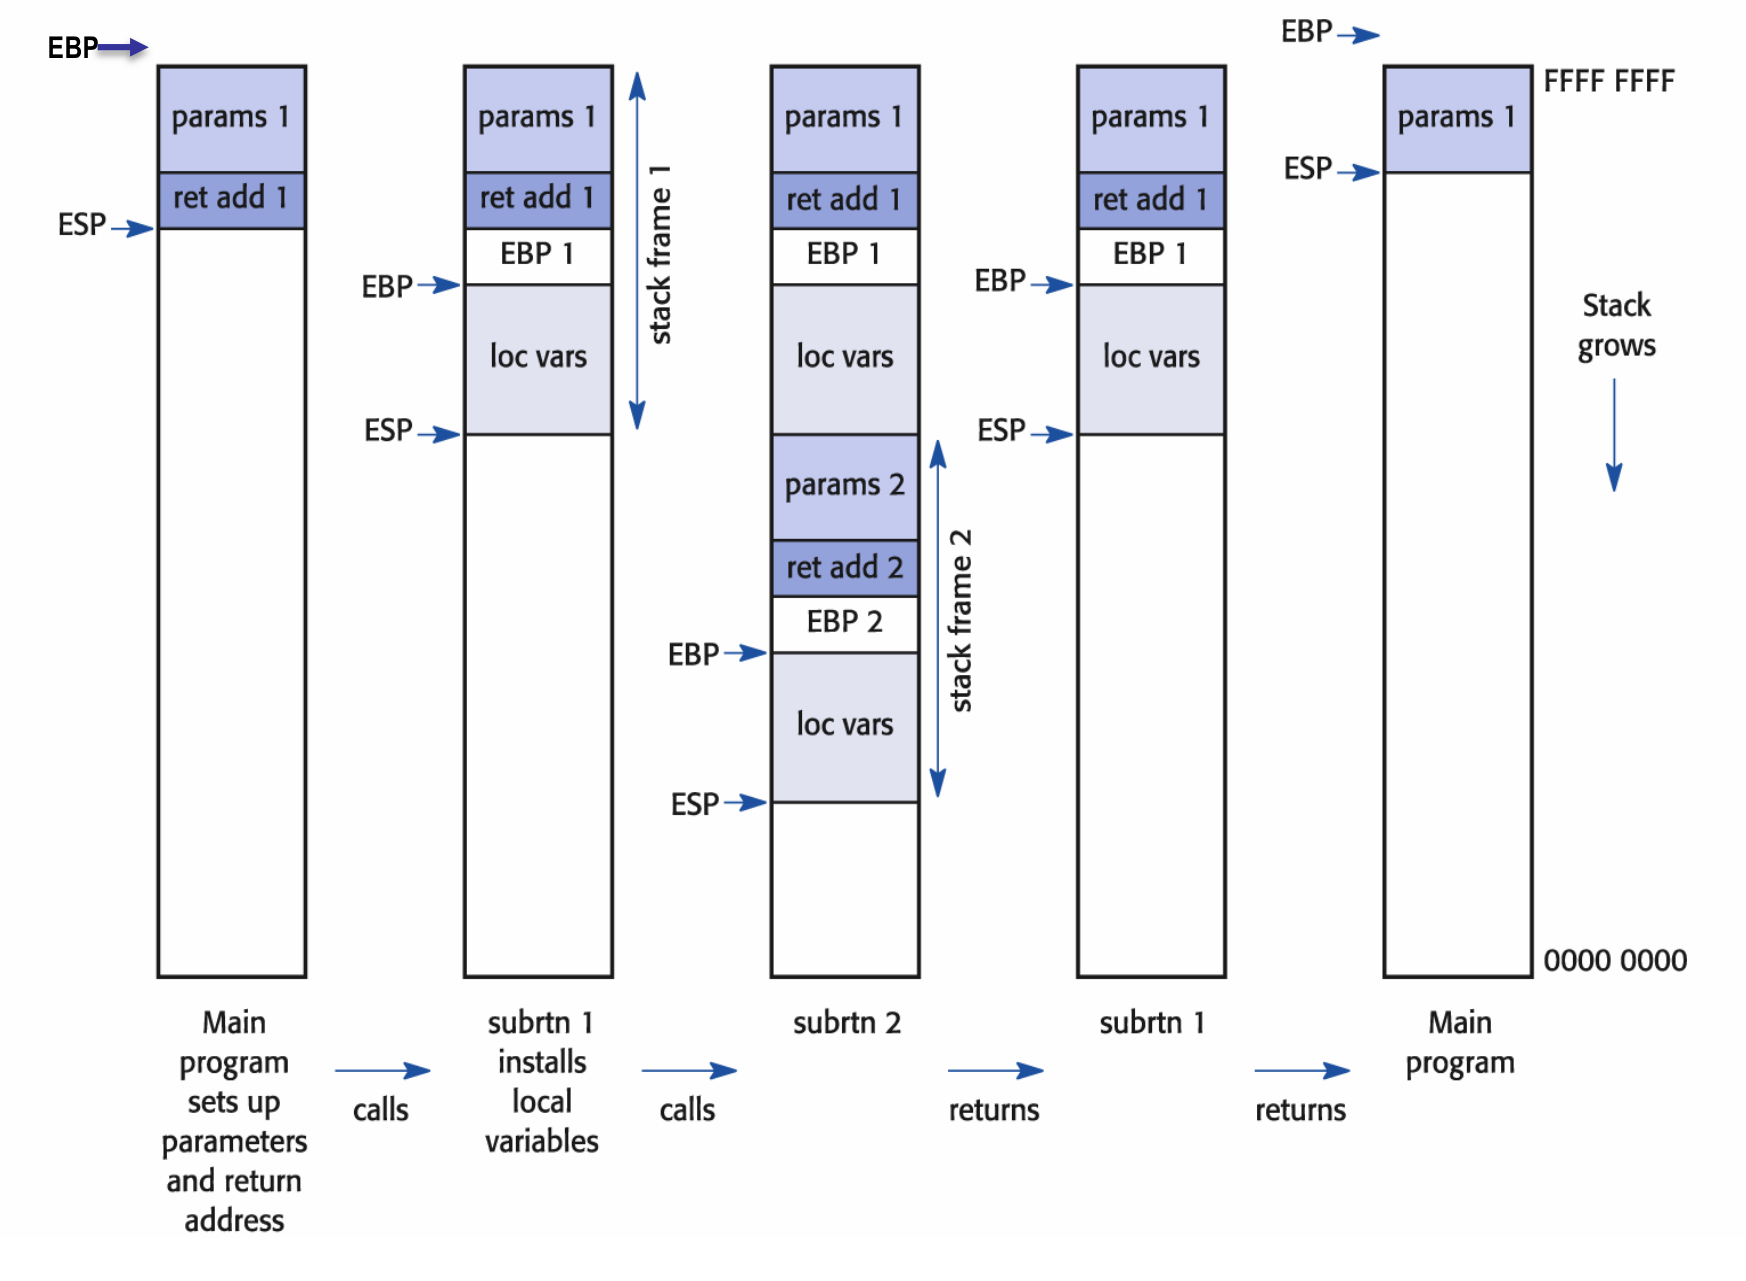 EBP
params 1
ret add 1
ESP
params 1
ret add 1
EBP 1
EBP
loc vars
ESP
stack frame 1
params 1
ret add 1
EBP 1
loc vars
params 2
ret add 2
EBP 2
EBP
loc vars
ESP
stack frame 2
params 1
ret add 1
EBP 1
EBP
loc vars
ESP
EBP
params 1
ESP
FFFF FFFF
Stack
grows
0000 0000
Main
program
sets up
parameters
and return
address
calls
subrtn 1
installs
local
variables
calls
subrtn 2
returns
subrtn 1
returns
Main
program